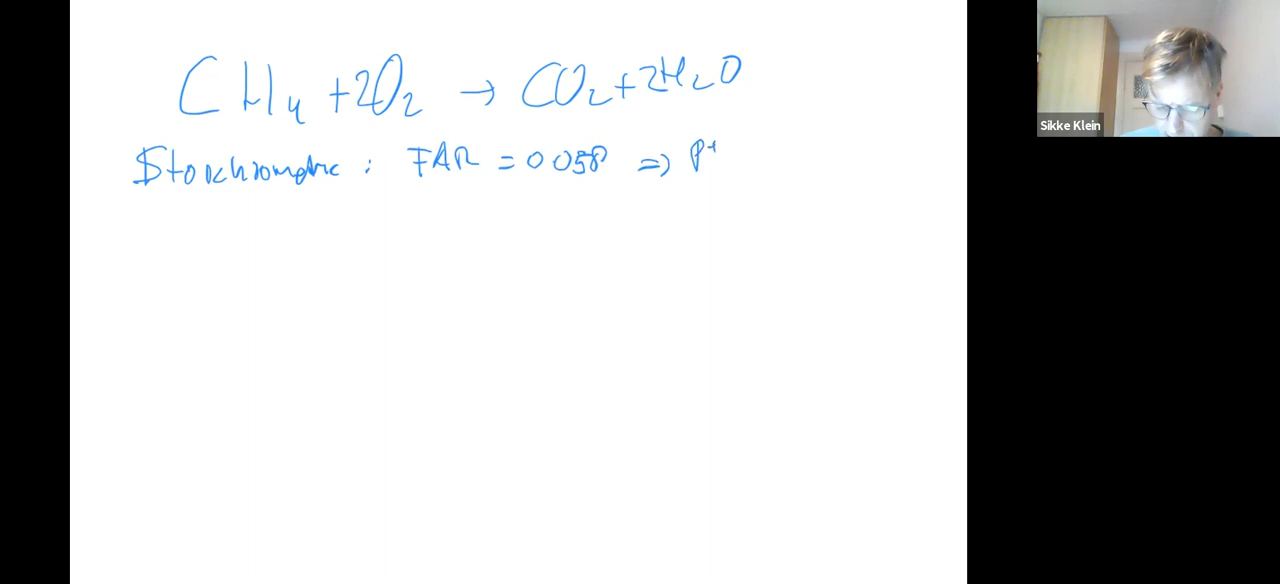 CH4 + 2O2 → CO2 + 2H2O
Stoichiometric : FAR = 0.058 =>
Sikke Klein